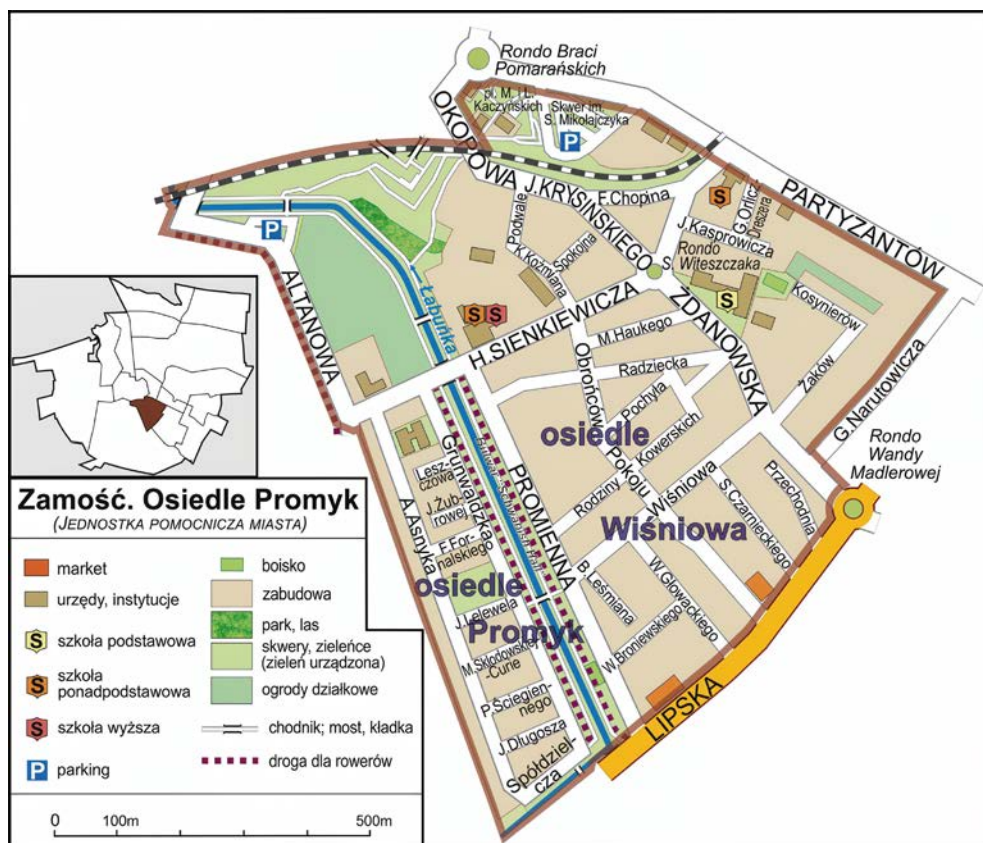 Rondo Braci
Pomarańskich
pl. M. i L.
Kaczyńskich
Skwer im.
S. Mikołajczyka
P
OKOPOWA
J.KRYSIŃSKIEGO
F.Chopina
PARTYZANTÓW
S
G.Orlicz
Dreszera
J.Kasprowicza
Rondo
S. Witeszczaka
Podwale
K.Koźmiana
Spokojna
P
ALTANOWA
Łabuńka
S S
S
H.SIENKIEWICZA
ŻDANOWSKA
Kosynierów
M.Haukego
Radziecka
Obrońców
Pokoju
Pochyła
Kowerskich
Żaków
G.Narutowicza
Rondo
Wandy
Madlerowej
osiedle
Wiśniowa
Wiśniowa
Rodziny
Przechodnia
S.Czarnieckiego
B.Leśmiana
W.Głowackiego
W.Broniewskiego
LIPSKA
PROMIENNA
Bulwar Schwäbisch Hall
Grunwaldzka
A.Asnyka
Lesz-
czowa
J.Żub-
rowej
F.For-
nalskiego
osiedle
Promyk
J.Lelewela
M.Skłodowskiej
-Curie
P.Ściegien-
nego
J.Długosza
Spółdziel-
cza
Zamość. Osiedle Promyk
(JEDNOSTKA POMOCNICZA MIASTA)
market
urzędy, instytucje
S szkoła podstawowa
S szkoła
ponadpodstawowa
S szkoła wyższa
P parking
boisko
zabudowa
park, las
skwery, zieleńce
(zieleń urządzona)
ogrody działkowe
chodnik; most, kładka
droga dla rowerów
0 100m 500m